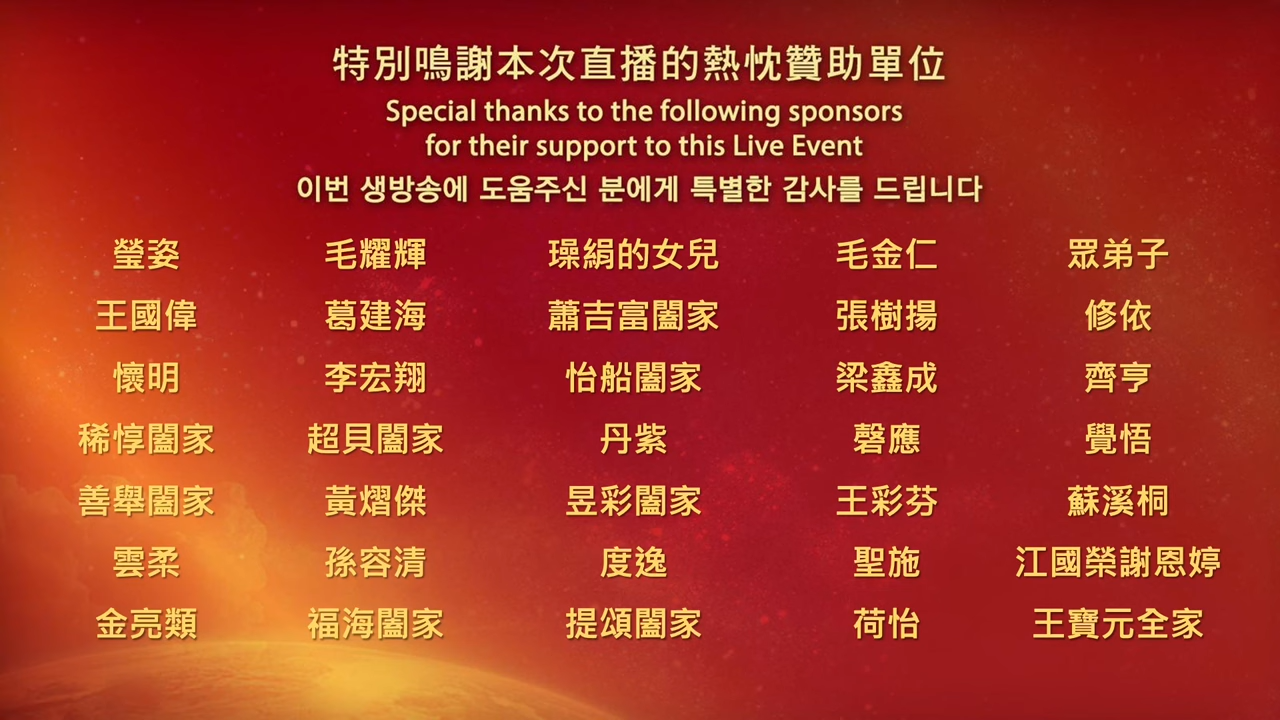 特別鳴謝本次直播的熱忱贊助單位
Special thanks to the following sponsors
for their support to this Live Event
이번 생방송에 도움주신 분에게 특별한 감사를 드립니다
瑩姿 毛耀輝 璪絹的女兒 毛金仁 眾弟子
王國偉 葛建海 蕭吉富闔家 張樹揚 修依
懷明 李宏翔 怡船闔家 梁鑫成 齊亨
稀惇闔家 超貝闔家 丹紫 磬應 覺悟
善舉闔家 黃熠傑 昱彩闔家 王彩芬 蘇溪桐
雲柔 孫容清 度逸 聖施 江國榮謝恩婷
金亮類 福海闔家 提頌闔家 荷怡 王寶元全家